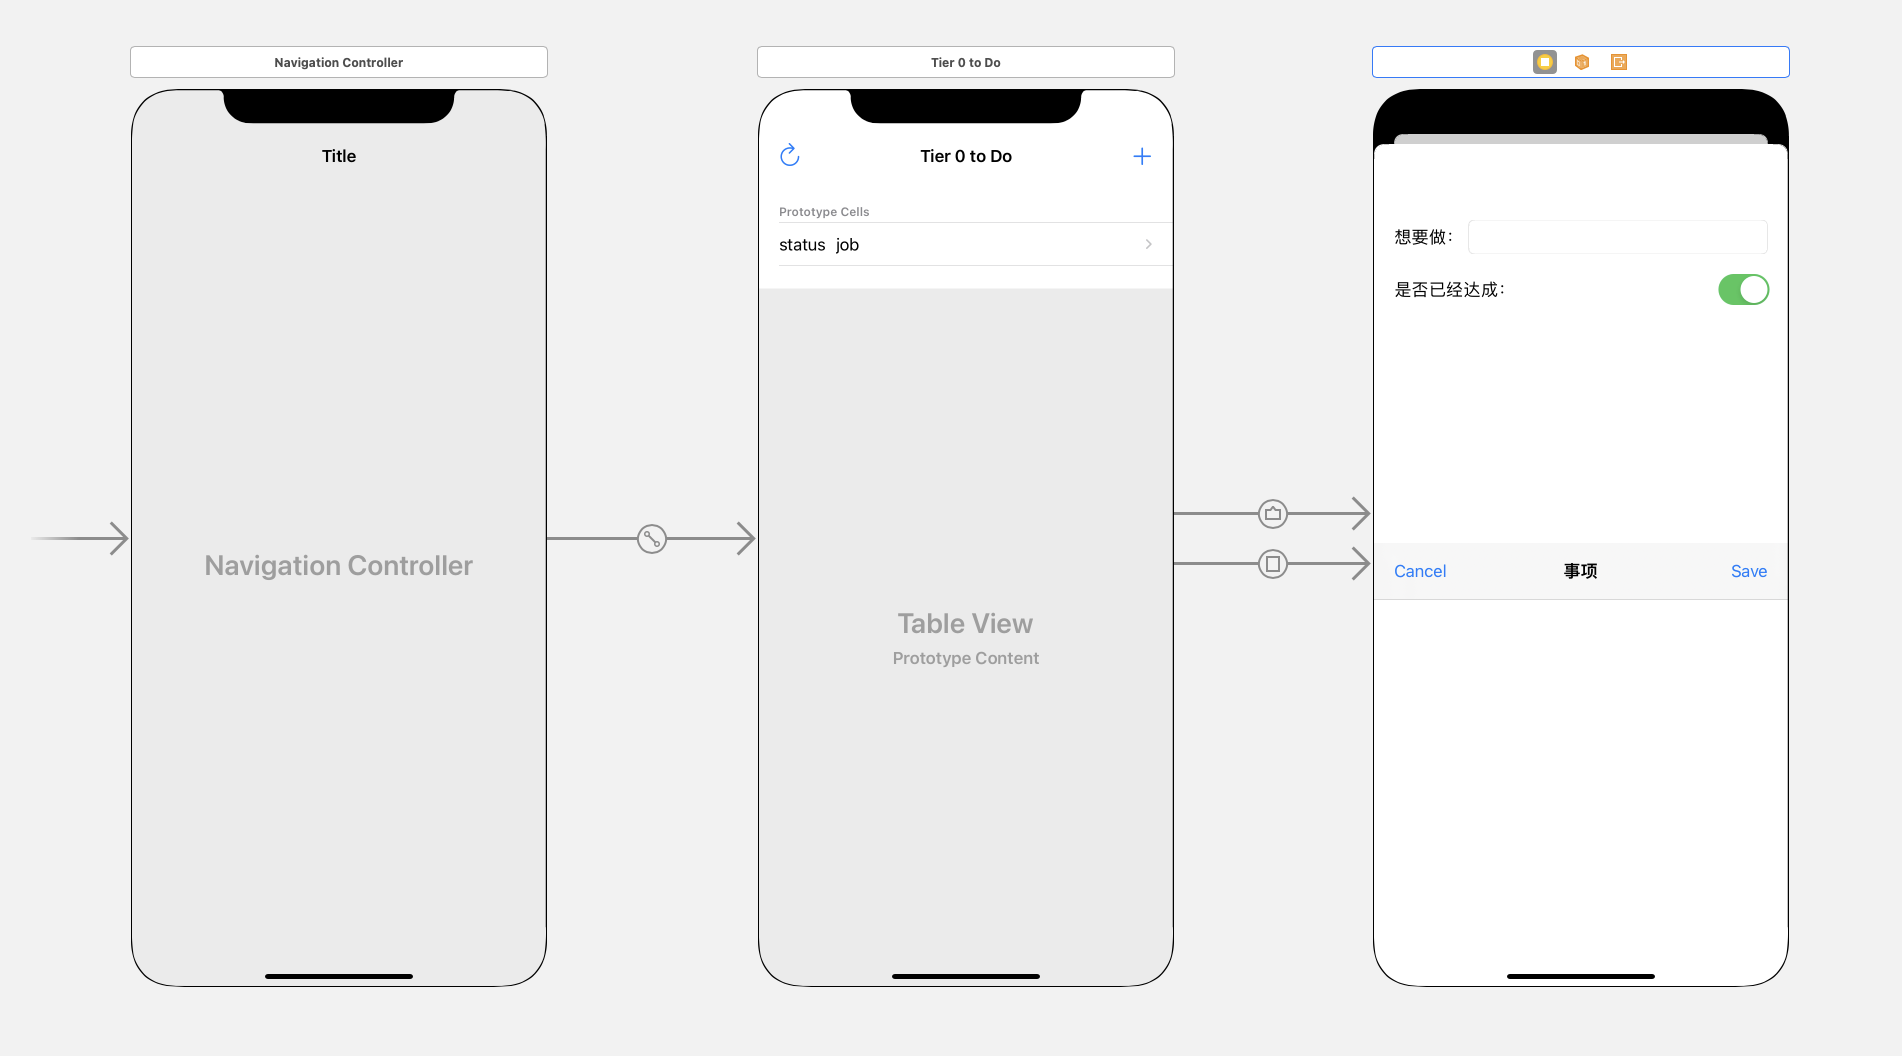 Navigation Controller
Title
Navigation Controller
Tier 0 to Do
Tier 0 to Do
Prototype Cells
status job
Table View
Prototype Content
想要做：
是否已经达成：
Cancel 事项 Save